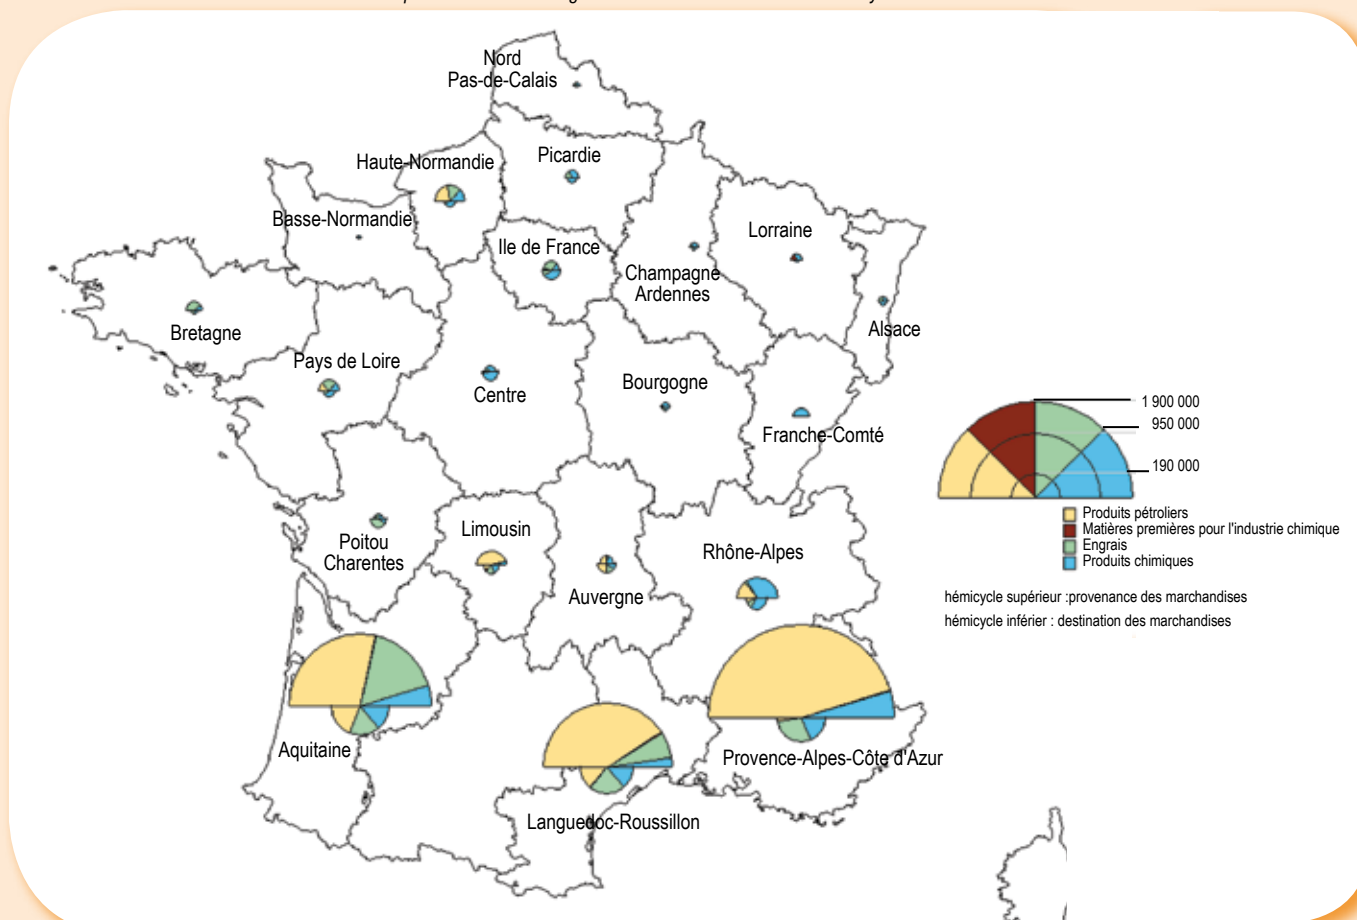 Nord
Pas-de-Calais
Haute-Normandie
Picardie
Basse-Normandie
Ile de France
Lorraine
Champagne
Ardennes
Alsace
Bretagne
Pays de Loire
Centre
Bourgogne
Franche-Comté
Poitou
Charentes
Limousin
Auvergne
Rhône-Alpes
Aquitaine
Languedoc-Roussillon
Provence-Alpes-Côte d'Azur
1 900 000
950 000
190 000
Produits pétroliers
Matières premières pour l'industrie chimique
Engrais
Produits chimiques
hémicycle supérieur :provenance des marchandises
hémicycle inférier : destination des marchandises